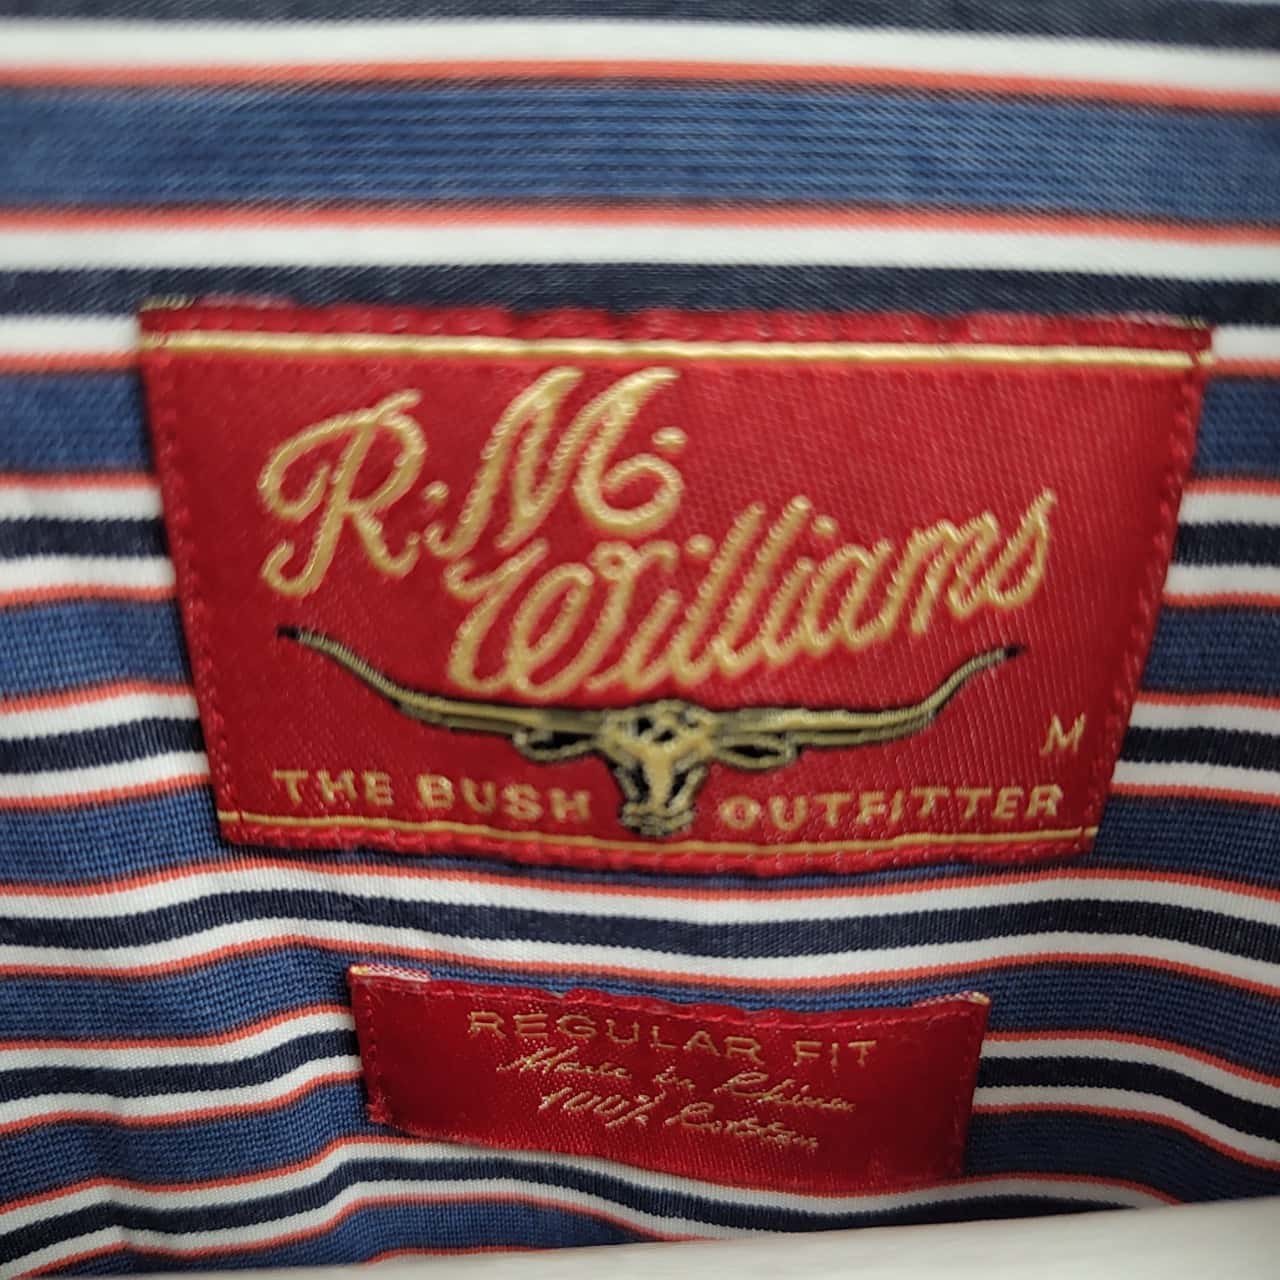 R.M.
Williams
M
THE BUSH OUTFITTER
REGULAR FIT
Made in China
100% Cotton